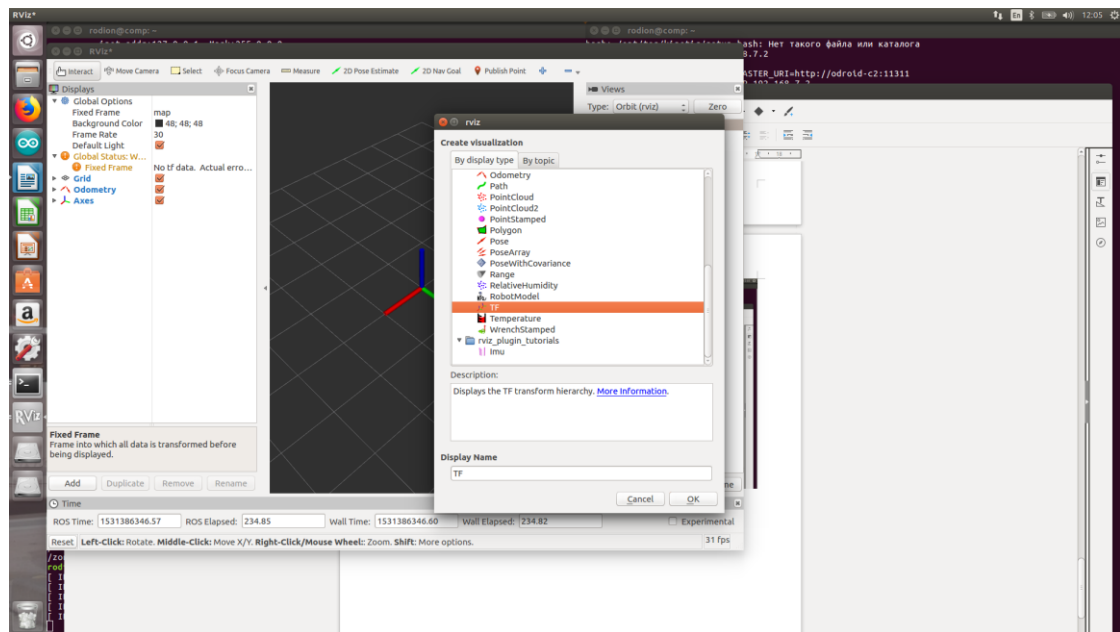 RViz*
En
12:05
rodion@comp: ~
rodion@comp: ~
bash: /opt/ros/kinetic/setup.bash: Нет такого файла или каталога
8.7.2
ASTER_URI=http://odroid-c2:11311
RViz*
Interact Move Camera Select Focus Camera Measure 2D Pose Estimate 2D Nav Goal Publish Point
Displays
Global Options
Fixed Frame map
Background Color 48; 48; 48
Frame Rate 30
Default Light
Global Status: W...
Fixed Frame No tf data. Actual erro...
Grid
Odometry
Axes
Fixed Frame
Frame into which all data is transformed before
being displayed.
Add Duplicate Remove Rename
Views
Type: Orbit (rviz) Zero
rviz
Create visualization
By display type By topic
Odometry
Path
PointCloud
PointCloud2
PointStamped
Polygon
Pose
PoseArray
PoseWithCovariance
Range
RelativeHumidity
RobotModel
TF
Temperature
WrenchStamped
rviz_plugin_tutorials
Imu
Description:
Displays the TF transform hierarchy. More Information.
Display Name
TF
Cancel OK
Time
ROS Time: 1531386346.57 ROS Elapsed: 234.85 Wall Time: 1531386346.60 Wall Elapsed: 234.82 Experimental
Reset Left-Click: Rotate. Middle-Click: Move X/Y. Right-Click/Mouse Wheel:: Zoom. Shift: More options. 31 fps
RViz